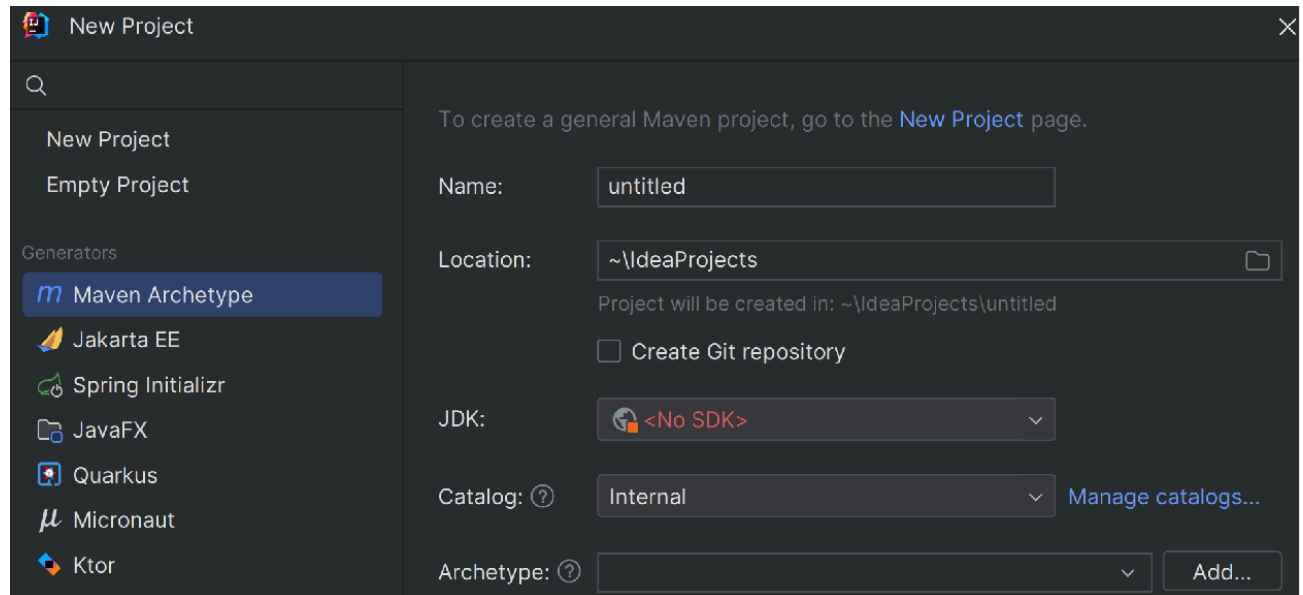 New Project
New Project
Empty Project
Generators
Maven Archetype
Jakarta EE
Spring Initializr
JavaFX
Quarkus
Micronaut
Ktor
To create a general Maven project, go to the New Project page.
Name: untitled
Location: ~\IdeaProjects
Project will be created in: ~\IdeaProjects\untitled
Create Git repository
JDK: <No SDK>
Catalog: ? Internal Manage catalogs...
Archetype: ? Add...